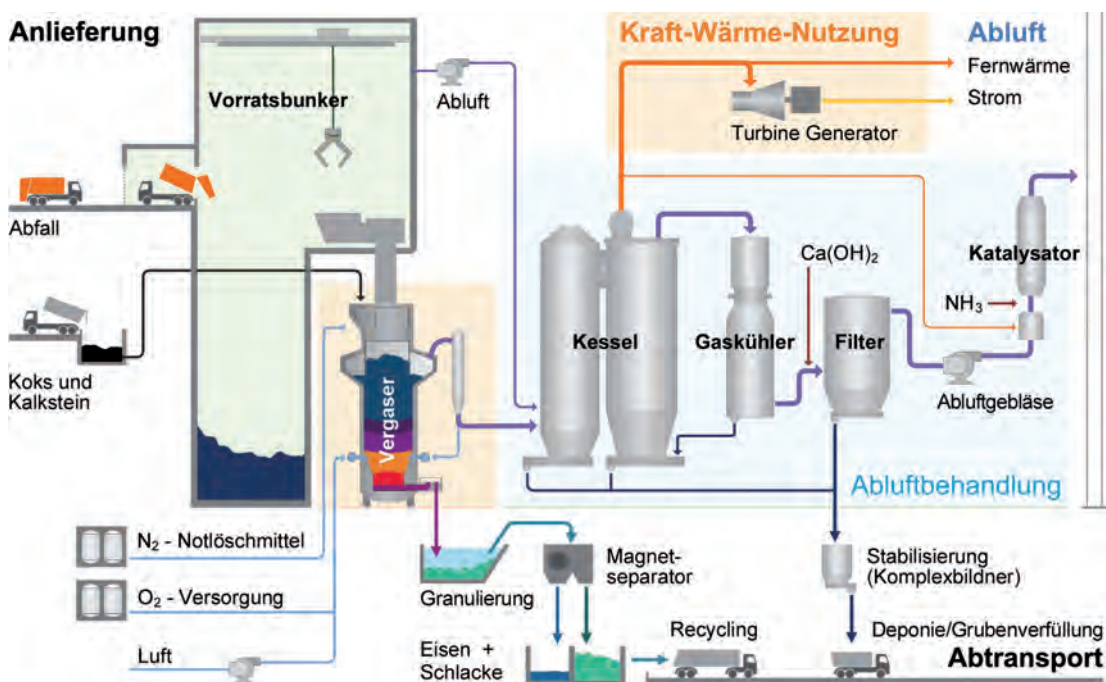 Anlieferung
Kraft-Wärme-Nutzung
Abluft
Fernwärme
Strom
Vorratsbunker
Abluft
Turbine Generator
Abfall
Ca(OH)₂
Katalysator
NH₃
Kessel
Gaskühler
Filter
Koks und
Kalkstein
Vergaser
Abluftgebläse
Abluftbehandlung
N₂ - Notlöschmittel
O₂ - Versorgung
Luft
Granulierung
Magnet-
separator
Stabilisierung
(Komplexbildner)
Eisen +
Schlacke
Recycling
Deponie/Grubenverfüllung
Abtransport